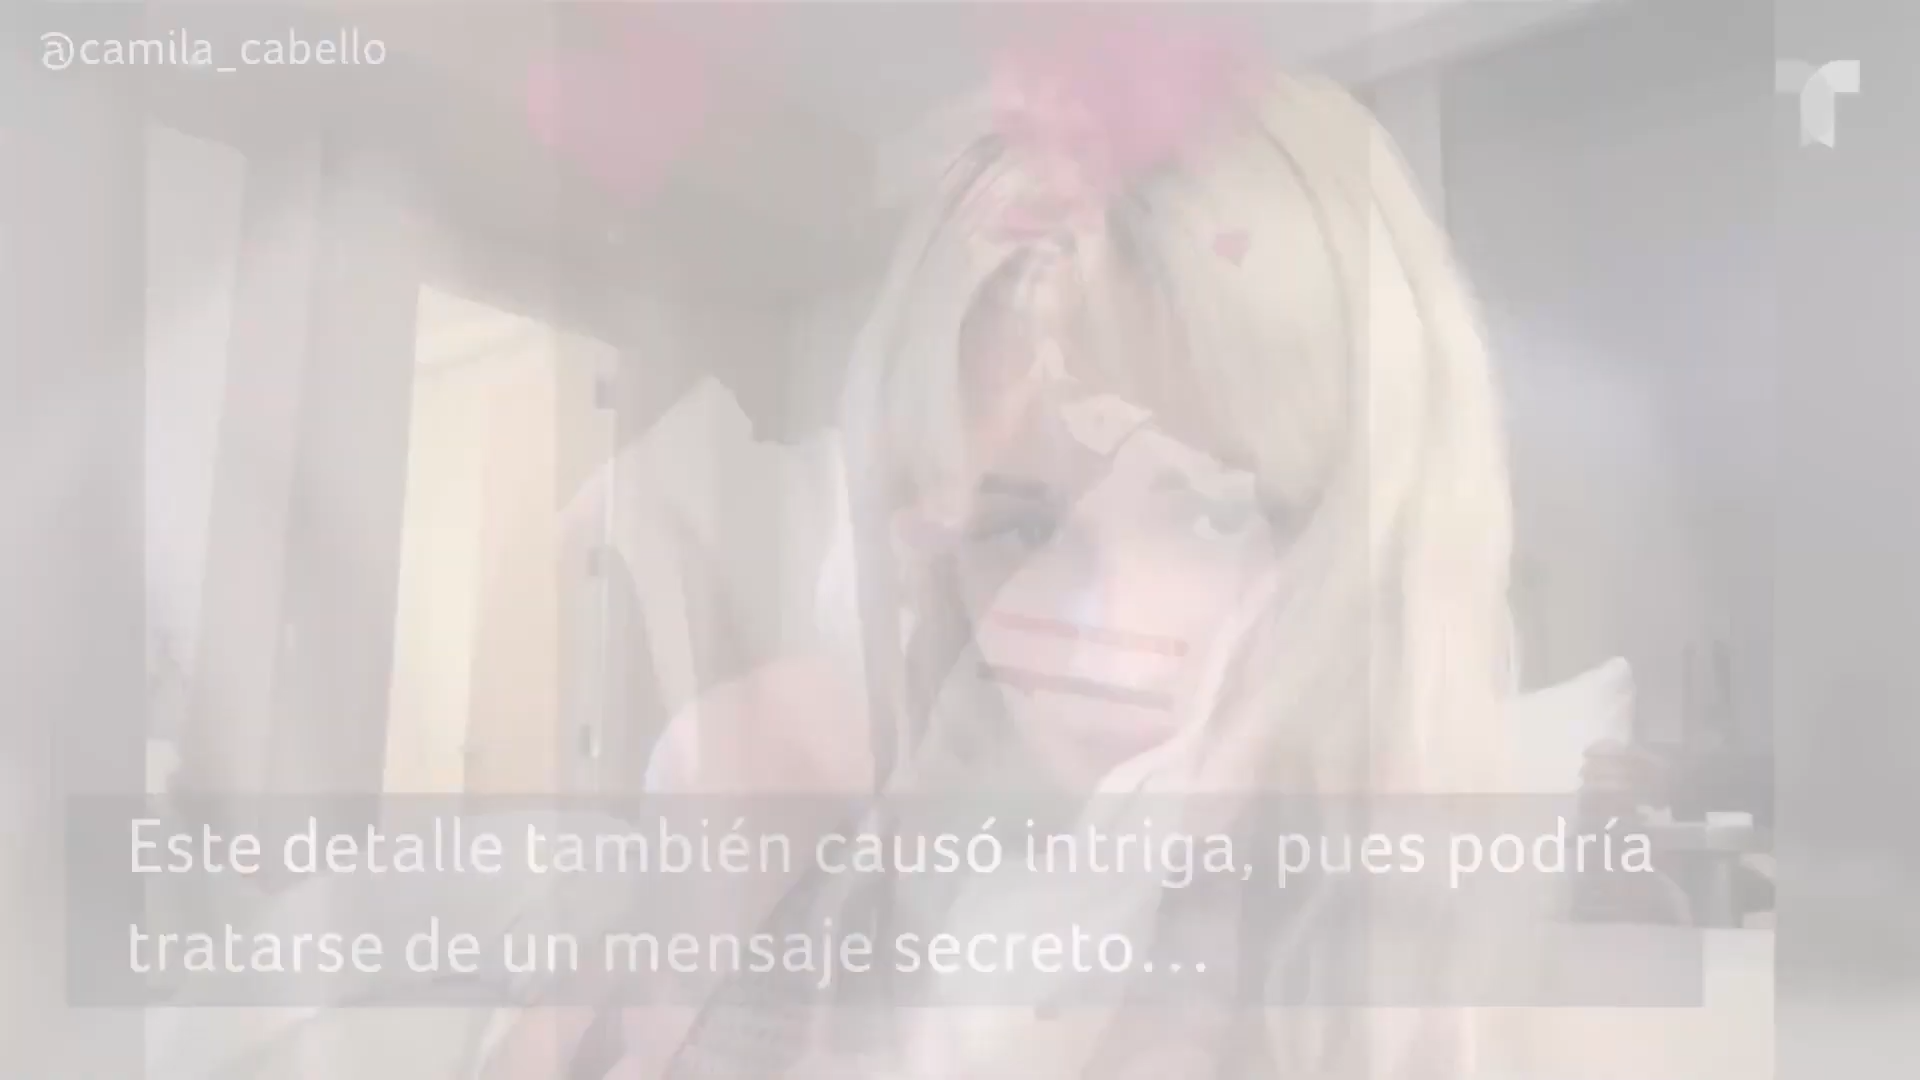 @camila_cabello
Este detalle también causó intriga, pues podría
tratarse de un mensaje secreto...